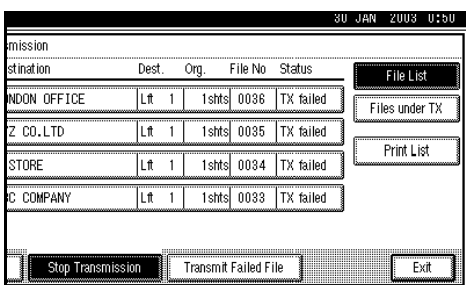 30 JAN 2003 0:50
smission
stination Dest. Org. File No Status
File List
NDON OFFICE Lft 1 1shts 0036 TX failed
Files under TX
Z CO.LTD Lft 1 1shts 0035 TX failed
Print List
STORE Lft 1 1shts 0034 TX failed
C COMPANY Lft 1 1shts 0033 TX failed
Stop Transmission Transmit Failed File Exit